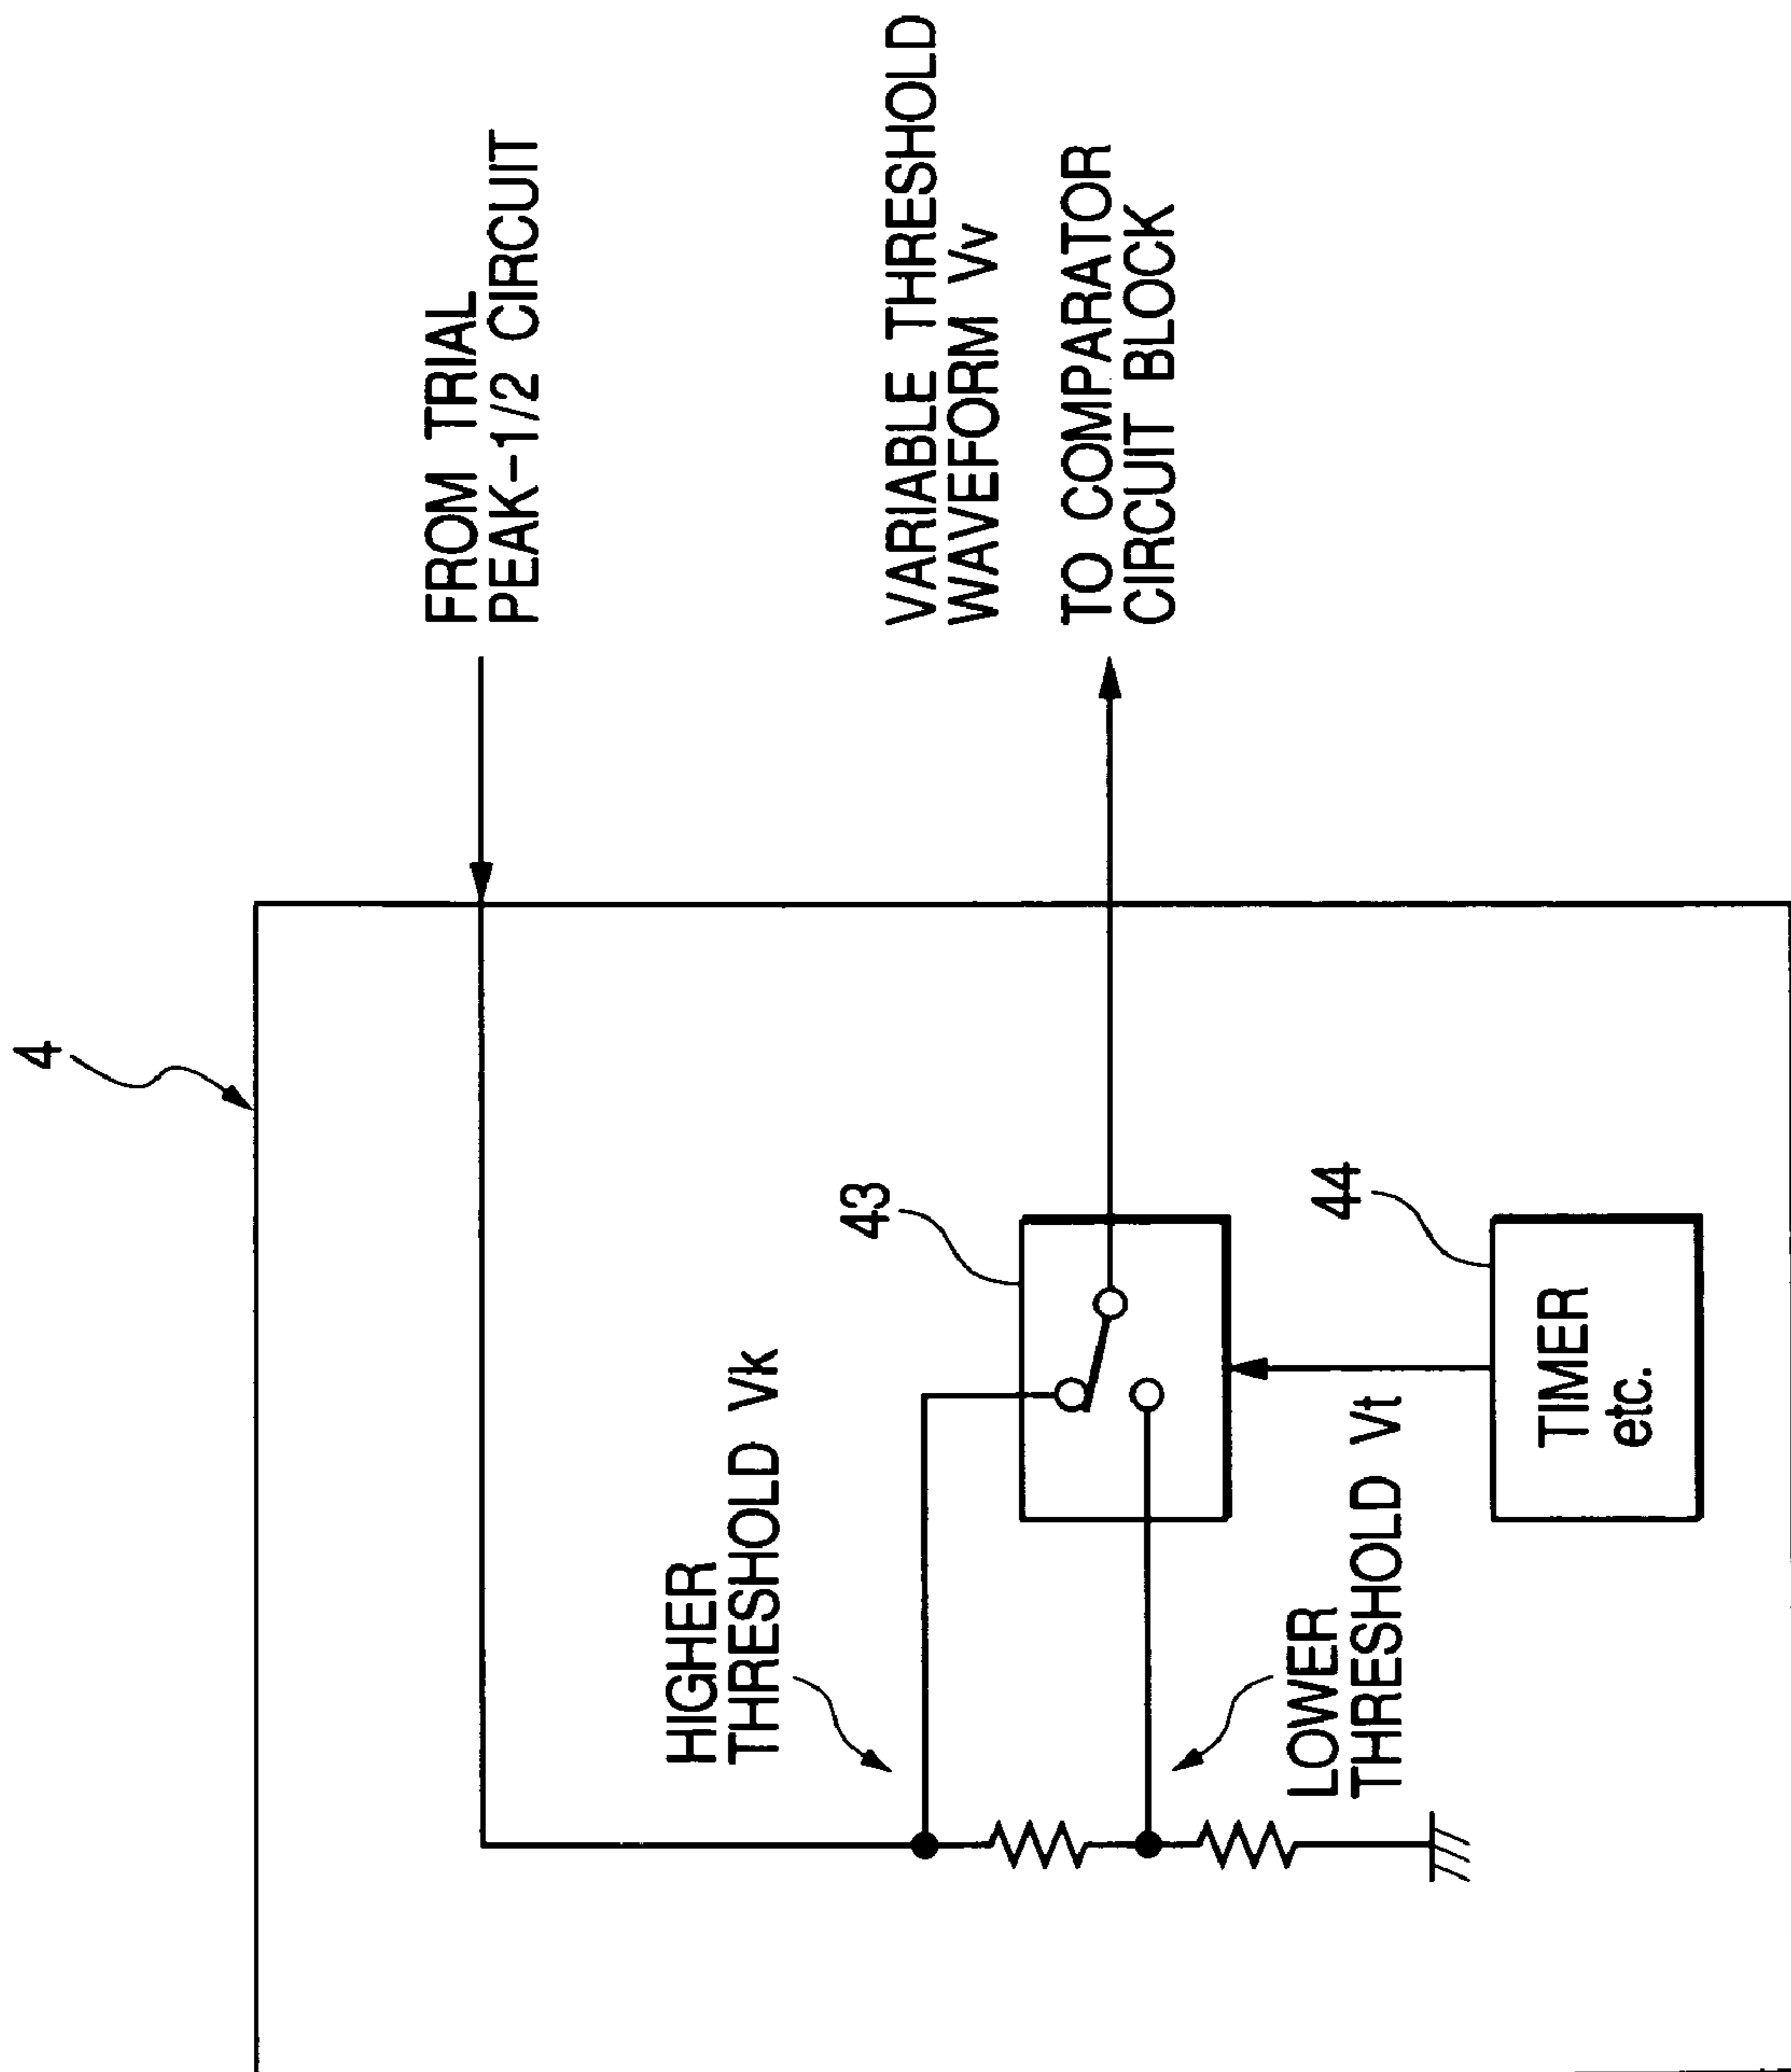 4
FROM TRIAL
PEAK-1/2 CIRCUIT
HIGHER
THRESHOLD Vk
43
VARIABLE THRESHOLD
WAVEFORM Vv
TO COMPARATOR
CIRCUIT BLOCK
LOWER
THRESHOLD Vt
44
TIMER
etc.